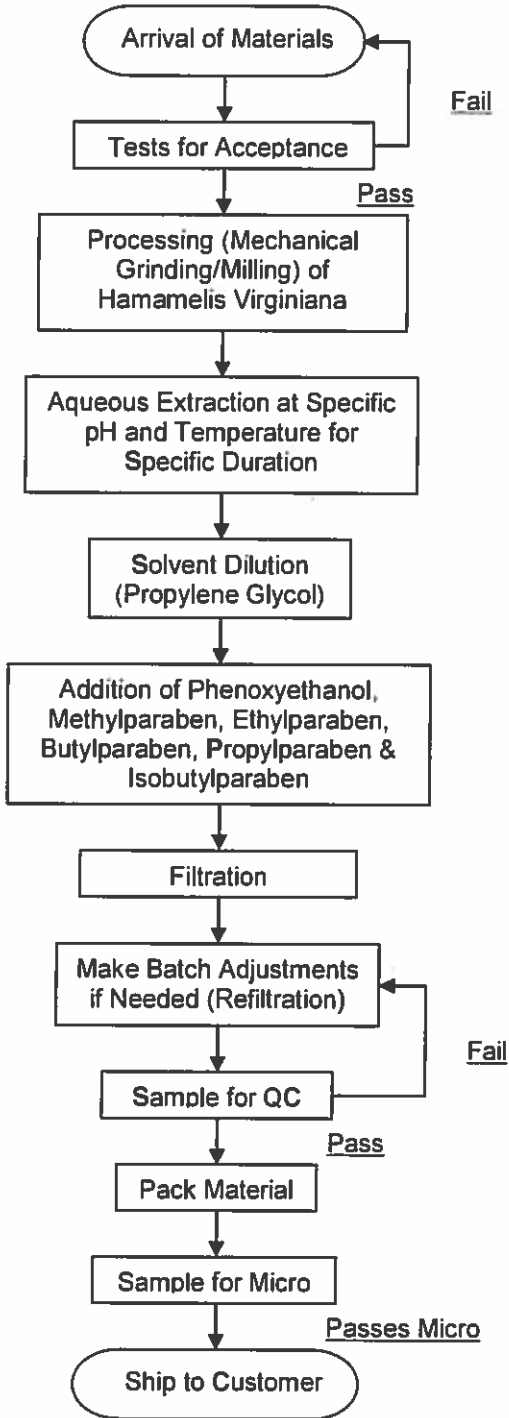 Arrival of Materials
Fail
Tests for Acceptance
Pass
Processing (Mechanical
Grinding/Milling) of
Hamamelis Virginiana
Aqueous Extraction at Specific
pH and Temperature for
Specific Duration
Solvent Dilution
(Propylene Glycol)
Addition of Phenoxyethanol,
Methylparaben, Ethylparaben,
Butylparaben, Propylparaben &
Isobutylparaben
Filtration
Make Batch Adjustments
if Needed (Refiltration)
Fail
Sample for QC
Pass
Pack Material
Sample for Micro
Passes Micro
Ship to Customer